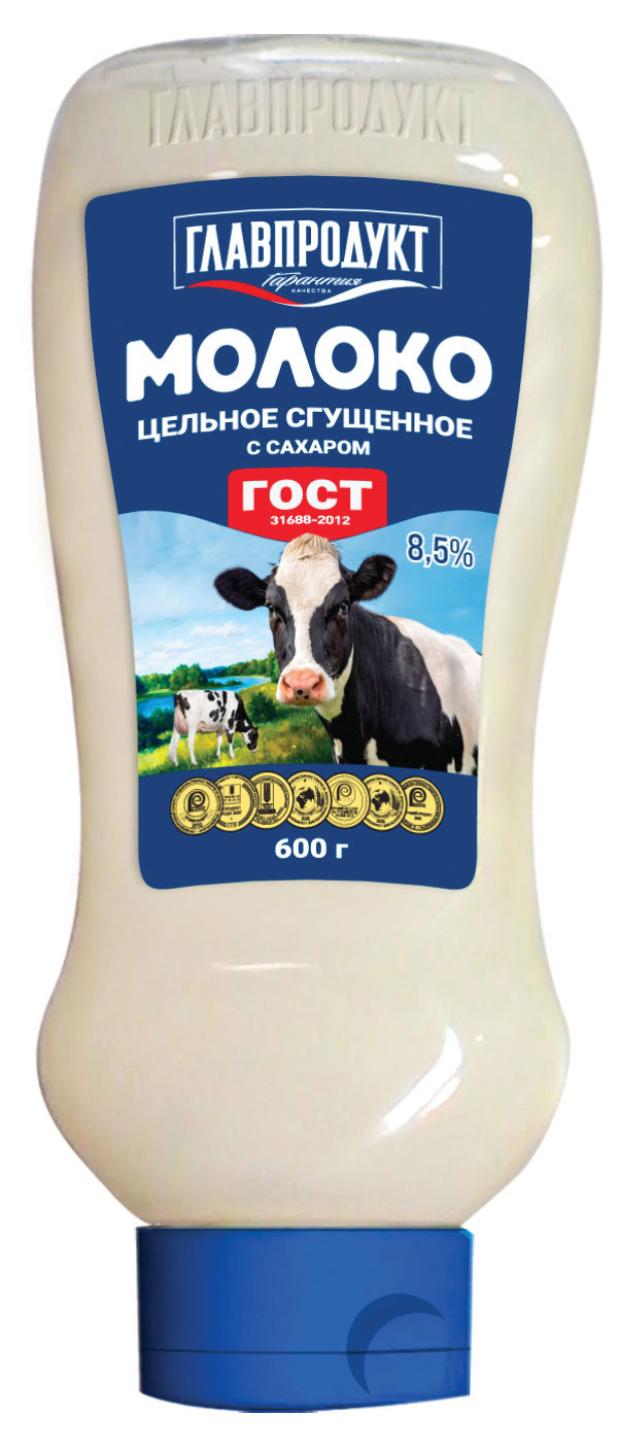 ГЛАВПРОДУКТ
ГЛАВПРОДУКТ
Гарантия
КАЧЕСТВА
МОЛОКО
ЦЕЛЬНОЕ СГУЩЕННОЕ
С САХАРОМ
ГОСТ
31688-2012
8,5%
600 г